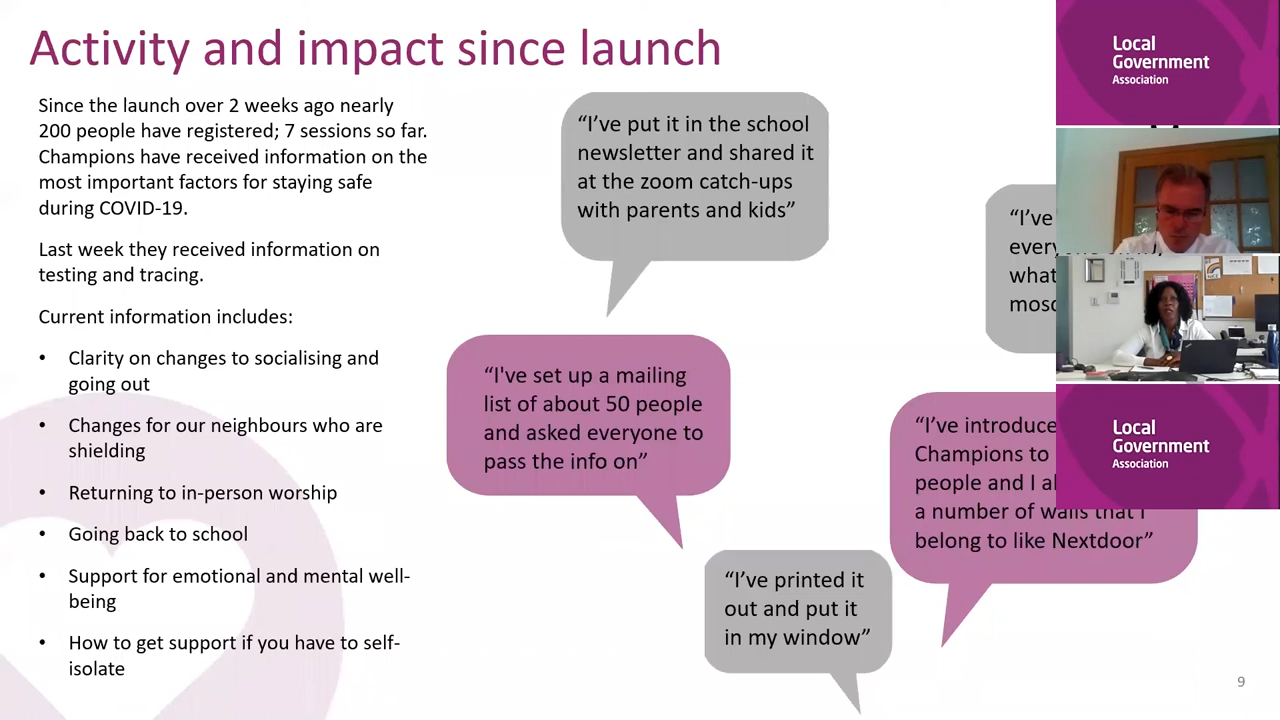 Activity and impact since launch
Since the launch over 2 weeks ago nearly
200 people have registered; 7 sessions so far.
Champions have received information on the
most important factors for staying safe
during COVID-19.
Last week they received information on
testing and tracing.
Current information includes:
• Clarity on changes to socialising and
going out
• Changes for our neighbours who are
shielding
• Returning to in-person worship
• Going back to school
• Support for emotional and mental well-
being
• How to get support if you have to self-
isolate
“I’ve put it in the school
newsletter and shared it
at the zoom catch-ups
with parents and kids”
“I’ve
what
“I've set up a mailing
list of about 50 people
and asked everyone to
pass the info on”
“I’ve introduce
Champions to
people and I al
a number of walls that I
belong to like Nextdoor”
“I’ve printed it
out and put it
in my window”
Local
Government
Association
Local
Government
Association
9